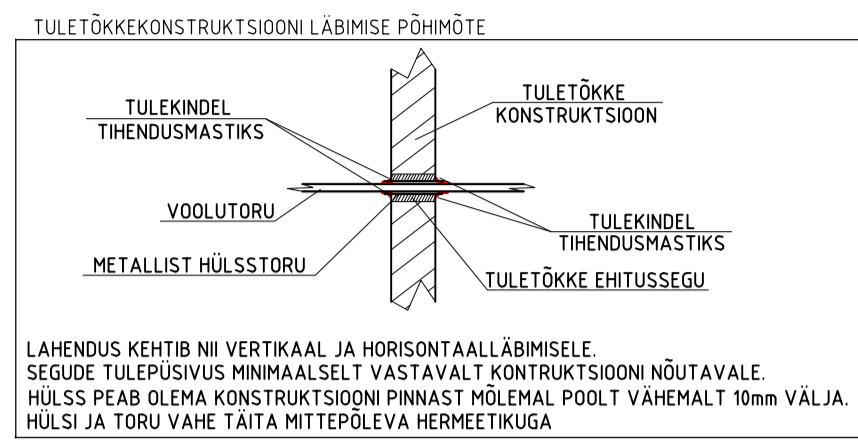 TULETÕKKEKONSTRUKTSIOONI LÄBIMISE PÕHIMÕTE
TULEKINDEL
TIHENDUSMASTIKS
TULETÕKKE
KONSTRUKTSIOON
VOOLUTORU
TULEKINDEL
TIHENDUSMASTIKS
METALLIST HÜLSSTORU
TULETÕKKE EHITUSSEGU
LAHENDUS KEHTIB NII VERTIKAAL JA HORISONTAALLÄBIMISELE.
SEGUDE TULEPÜSIVUS MINIMAALSELT VASTAVALT KONTRUKTSIOONI NÕUTAVALE.
HÜLSS PEAB OLEMA KONSTRUKTSIOONI PINNAST MÕLEMAL POOLT VÄHEMALT 10mm VÄLJA.
HÜLSI JA TORU VAHE TÄITA MITTEPÕLEVA HERMEETIKUGA